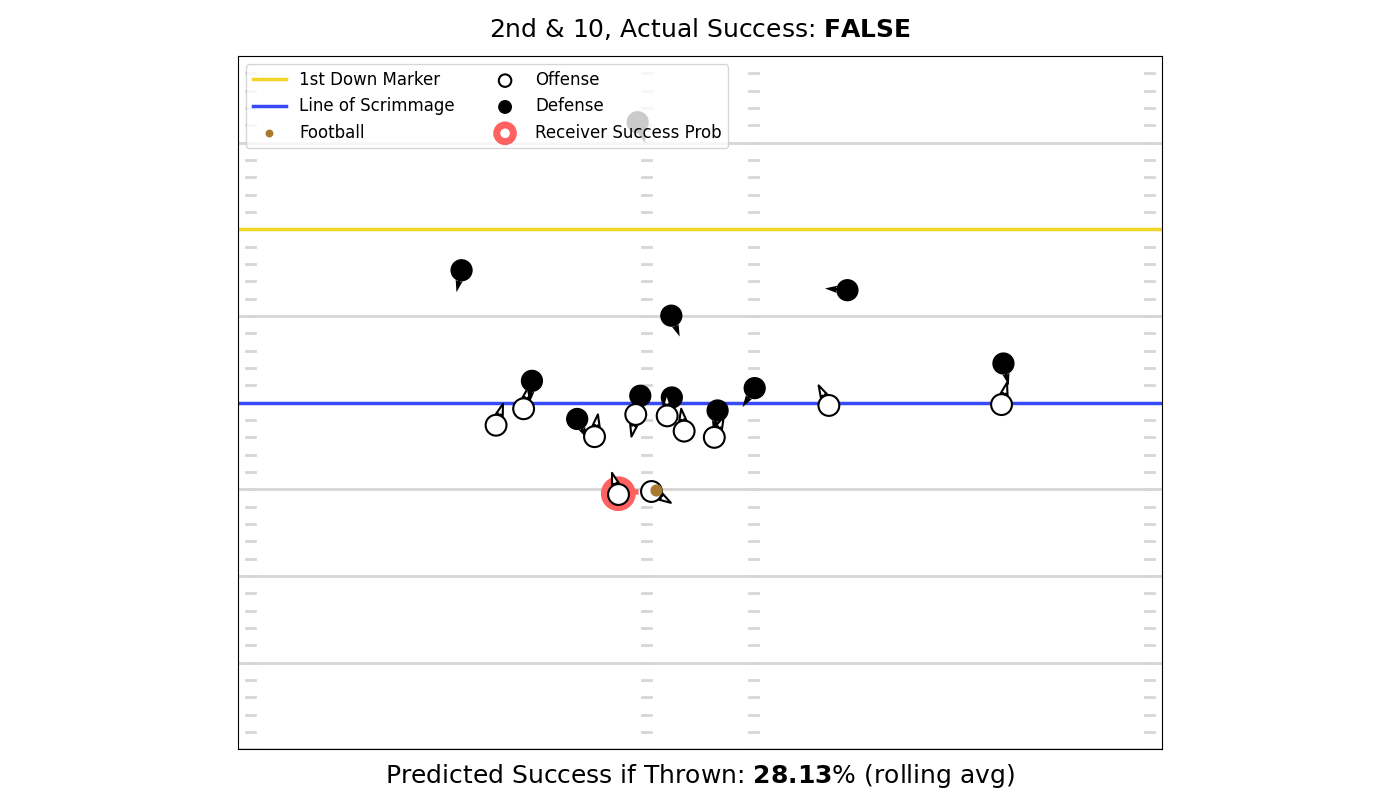 2nd & 10, Actual Success: FALSE
1st Down Marker
Line of Scrimmage
Football
Offense
Defense
Receiver Success Prob
Predicted Success if Thrown: 28.13% (rolling avg)